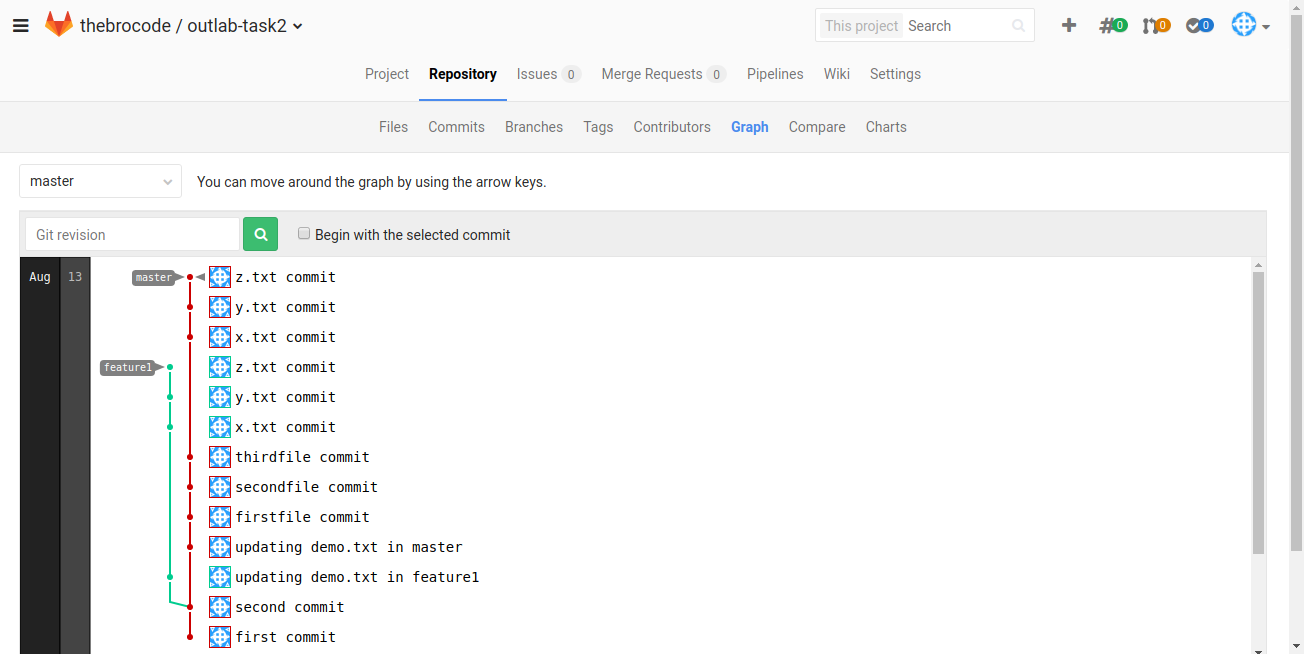 thebrocode / outlab-task2
This project Search
0 0 0
Project Repository Issues 0 Merge Requests 0 Pipelines Wiki Settings
Files Commits Branches Tags Contributors Graph Compare Charts
master You can move around the graph by using the arrow keys.
Git revision Begin with the selected commit
Aug 13 master z.txt commit
y.txt commit
x.txt commit
feature1 z.txt commit
y.txt commit
x.txt commit
thirdfile commit
secondfile commit
firstfile commit
updating demo.txt in master
updating demo.txt in feature1
second commit
first commit